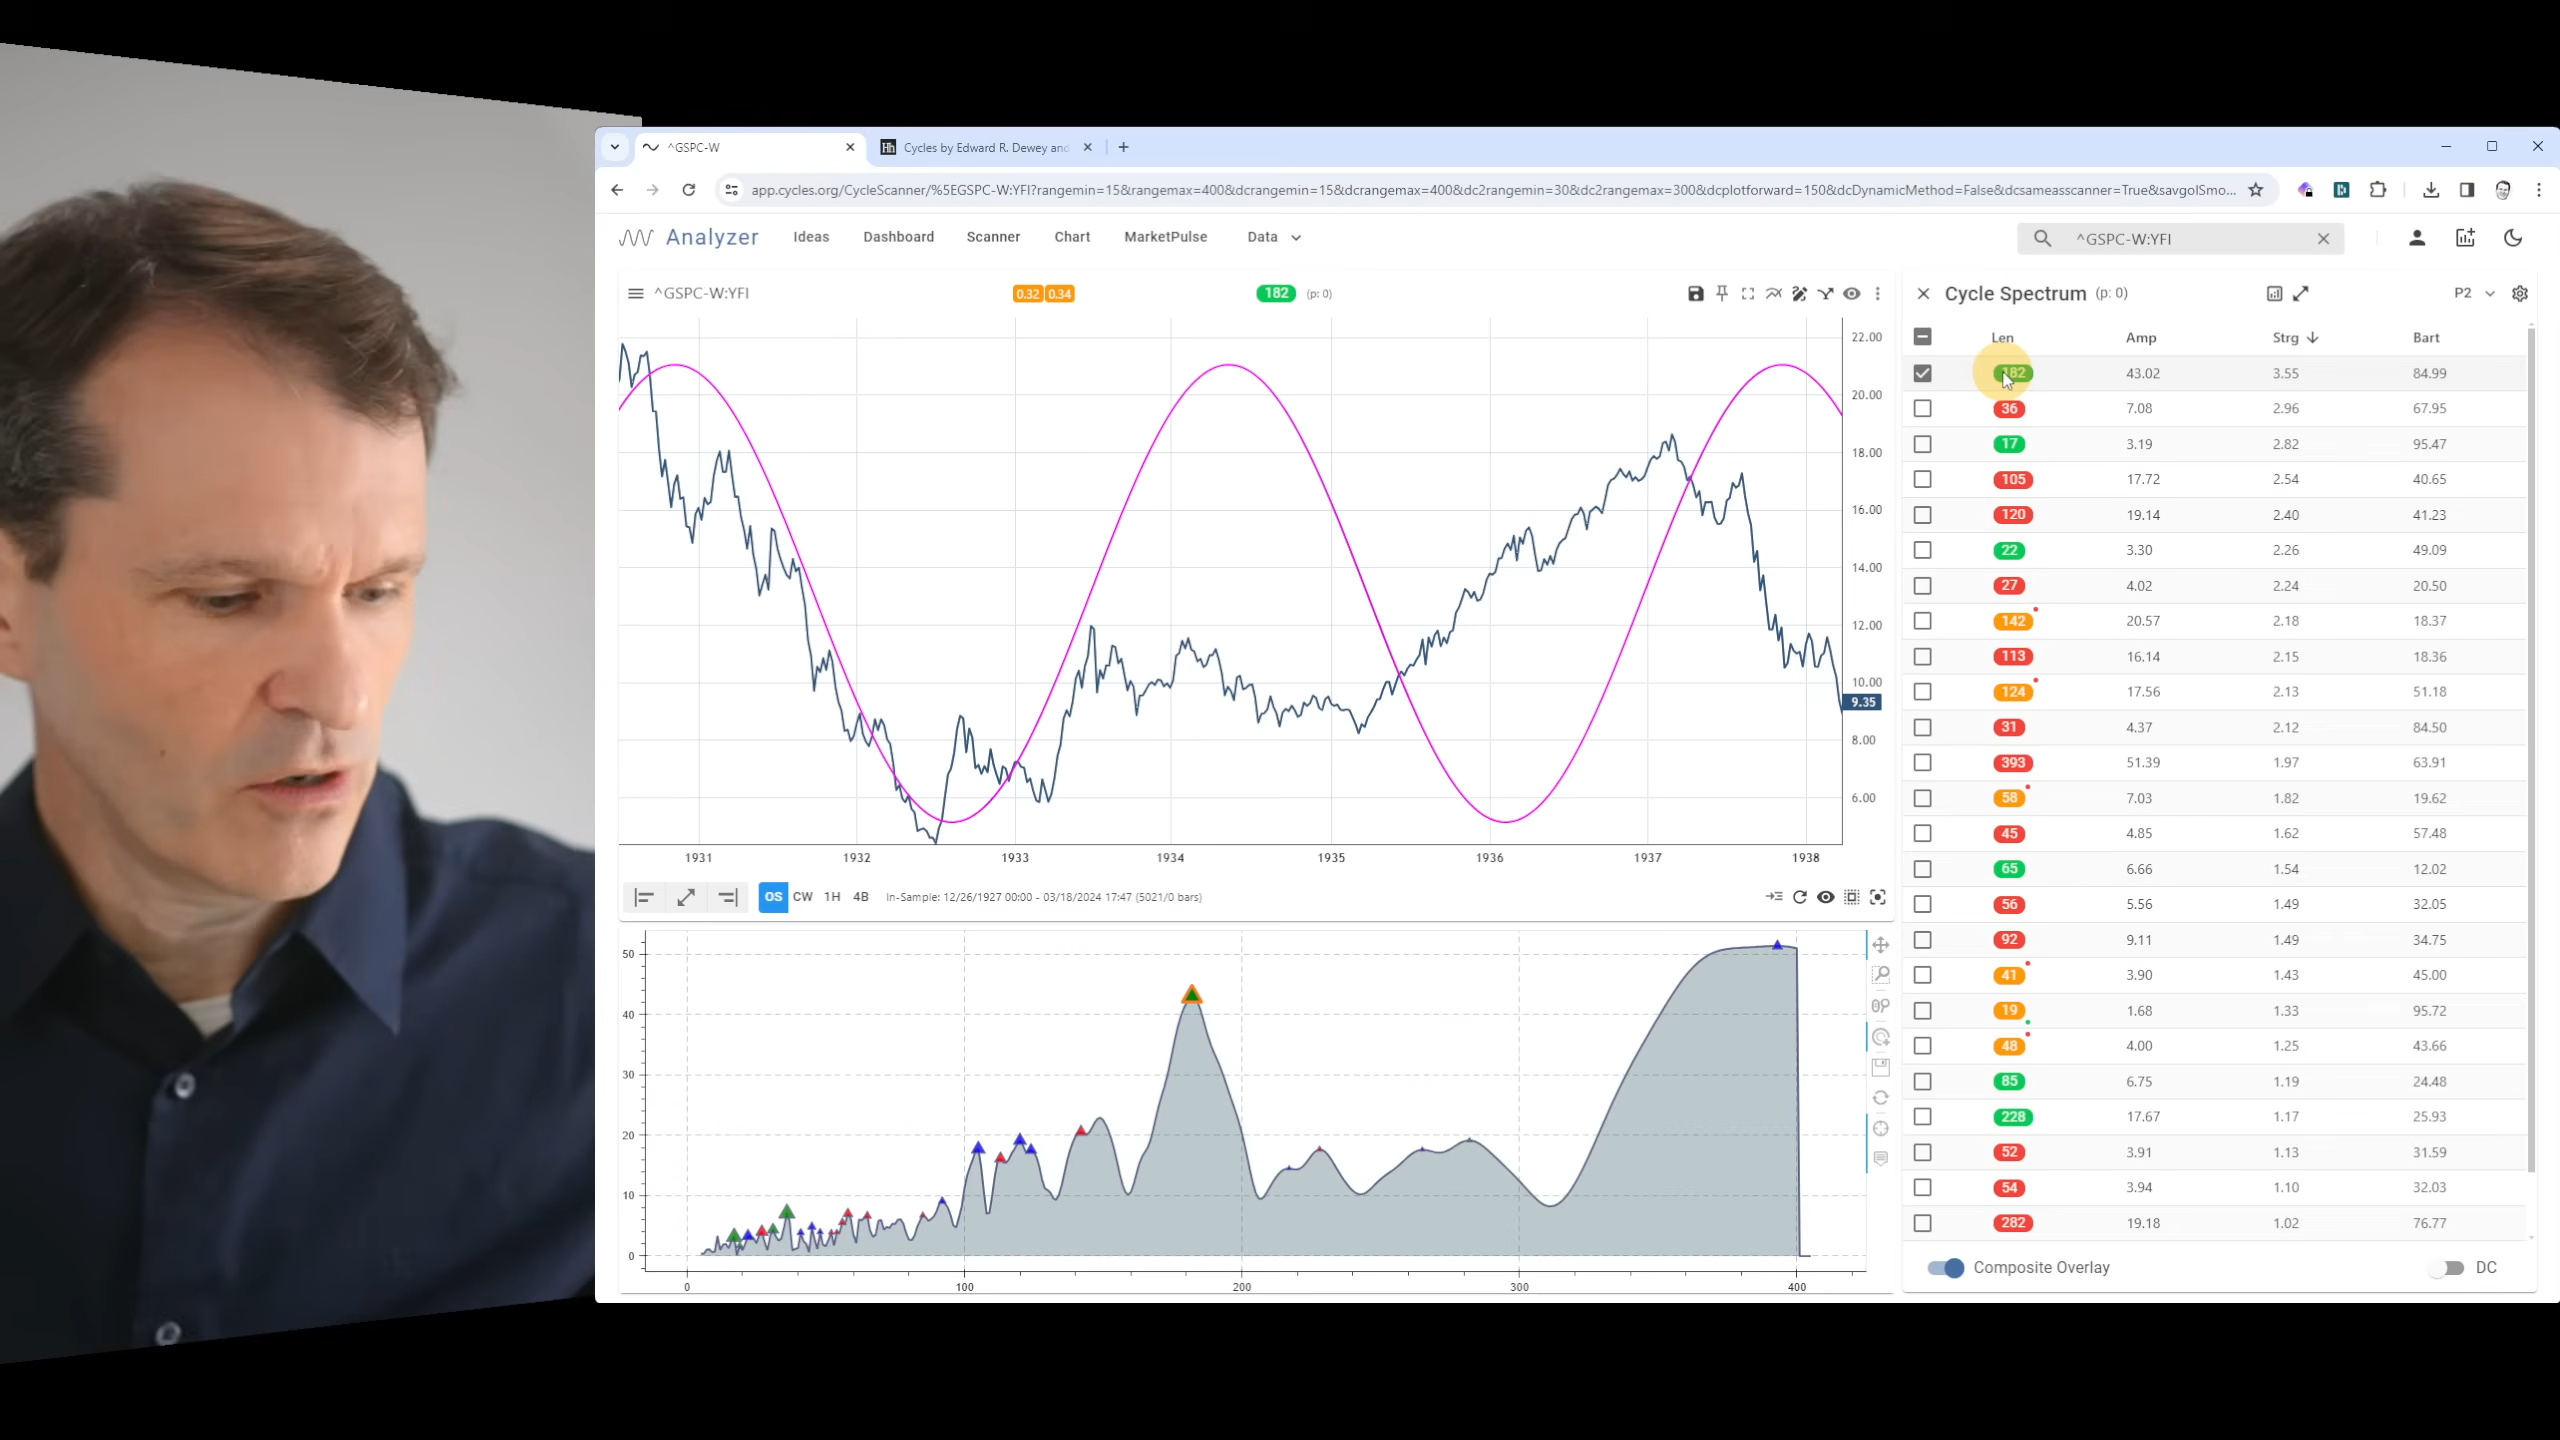 ^GSPC-W
Cycles by Edward R. Dewey and
app.cycles.org/CycleScanner/%5EGSPC-W:YFI?rangemin=15&rangemax=400&dcrangemin=15&dcrangemax=400&dc2rangemin=30&dc2rangemax=300&dcplotforward=150&dcDynamicMethod=False&dcsameasscanner=True&savgolSmo...
Analyzer Ideas Dashboard Scanner Chart MarketPulse Data
^GSPC-W:YFI
^GSPC-W:YFI 0.32 0.34 182 (p: 0)
22.00
20.00
18.00
16.00
14.00
12.00
10.00
9.35
8.00
6.00
1931 1932 1933 1934 1935 1936 1937 1938
OS CW 1H 4B In-Sample: 12/26/1927 00:00 - 03/18/2024 17:47 (5021/0 bars)
50
40
30
20
10
0
0 100 200 300 400
Cycle Spectrum (p: 0) P2
Len Amp Strg Bart
182 43.02 3.55 84.99
36 7.08 2.96 67.95
17 3.19 2.82 95.47
105 17.72 2.54 40.65
120 19.14 2.40 41.23
22 3.30 2.26 49.09
27 4.02 2.24 20.50
142 20.57 2.18 18.37
113 16.14 2.15 18.36
124 17.56 2.13 51.18
31 4.37 2.12 84.50
393 51.39 1.97 63.91
58 7.03 1.82 19.62
45 4.85 1.62 57.48
65 6.66 1.54 12.02
56 5.56 1.49 32.05
92 9.11 1.49 34.75
41 3.90 1.43 45.00
19 1.68 1.33 95.72
48 4.00 1.25 43.66
85 6.75 1.19 24.48
228 17.67 1.17 25.93
52 3.91 1.13 31.59
54 3.94 1.10 32.03
282 19.18 1.02 76.77
Composite Overlay DC